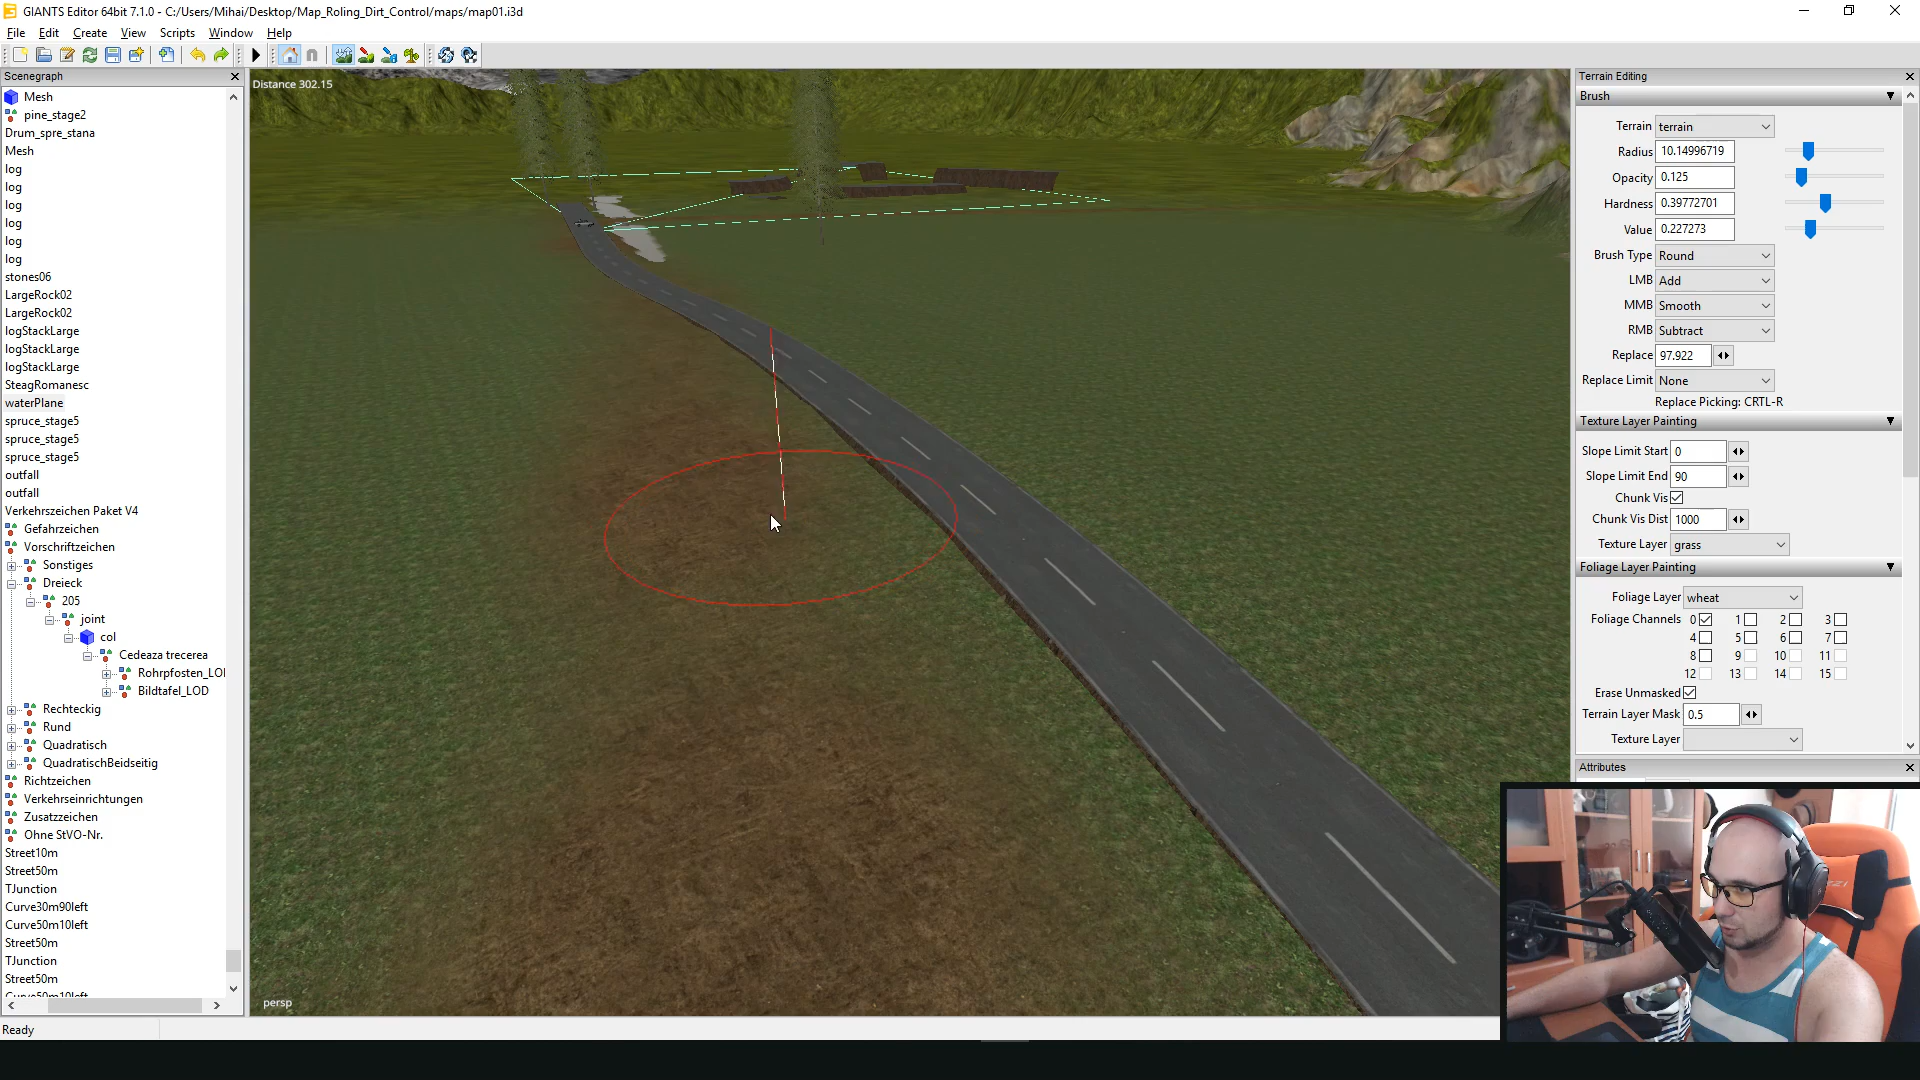 GIANTS Editor 64bit 7.1.0 - C:/Users/Mihai/Desktop/Map_Roling_Dirt_Control/maps/map01.i3d
File Edit Create View Scripts Window Help
Scenegraph
Mesh
pine_stage2
Drum_spre_stana
Mesh
log
log
log
log
log
log
stones06
LargeRock02
LargeRock02
logStackLarge
logStackLarge
logStackLarge
SteagRomanesc
waterPlane
spruce_stage5
spruce_stage5
spruce_stage5
outfall
outfall
Verkehrszeichen Paket V4
Gefahrzeichen
Vorschriftzeichen
Sonstiges
Dreieck
205
joint
col
Cedeaza trecerea
Rohrpfosten_LO
Bildtafel_LOD
Rechteckig
Rund
Quadratisch
QuadratischBeidseitig
Richtzeichen
Verkehrseinrichtungen
Zusatzzeichen
Ohne StVO-Nr.
Street10m
Street50m
TJunction
Curve30m90left
Curve50m10left
Street50m
TJunction
Street50m
Curve50m10left
Ready
Distance 302.15
persp
Terrain Editing
Brush
Terrain terrain
Radius 10.14996719
Opacity 0.125
Hardness 0.39772701
Value 0.227273
Brush Type Round
LMB Add
MMB Smooth
RMB Subtract
Replace 97.922
Replace Limit None
Replace Picking: CRTL-R
Texture Layer Painting
Slope Limit Start 0
Slope Limit End 90
Chunk Vis
Chunk Vis Dist 1000
Texture Layer grass
Foliage Layer Painting
Foliage Layer wheat
Foliage Channels 0 1 2 3
4 5 6 7
8 9 10 11
12 13 14 15
Erase Unmasked
Terrain Layer Mask 0.5
Texture Layer
Attributes